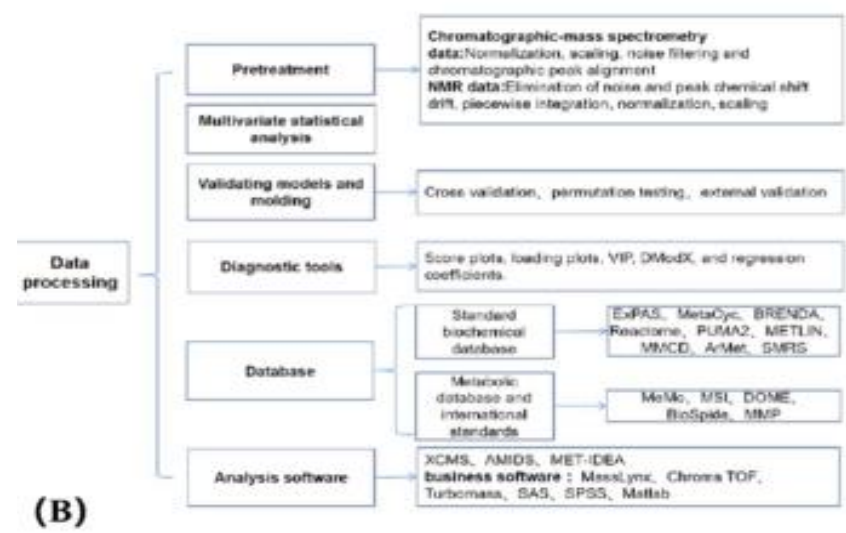 Data
processing
Pretreatment
Chromatographic-mass spectrometry
data:Normalization, scaling, noise filtering and
chromatographic peak alignment
NMR data:Elimination of noise and peak chemical shift
drift, piecewise integration, normalization, scaling
Multivariate statistical
analysis
Validating models and
molding
Cross validation、permutation testing、external validation
Diagnostic tools
Score plots, loading plots, VIP, DModX, and regression
coefficients.
Database
Standard
biochemical
database
ExPAS、MetaCyc、BRENDA、
Reactome、PUMA2、METLIN、
MMCD、ArMet、SMRS
Metabolic
database and
international
standards
MeMo、MSI、DOME、
BioSpide、MMP
Analysis software
XCMS、AMIDS、MET-IDEA
business software：MassLynx、Chroma TOF、
Turbomass、SAS、SPSS、Matlab
(B)